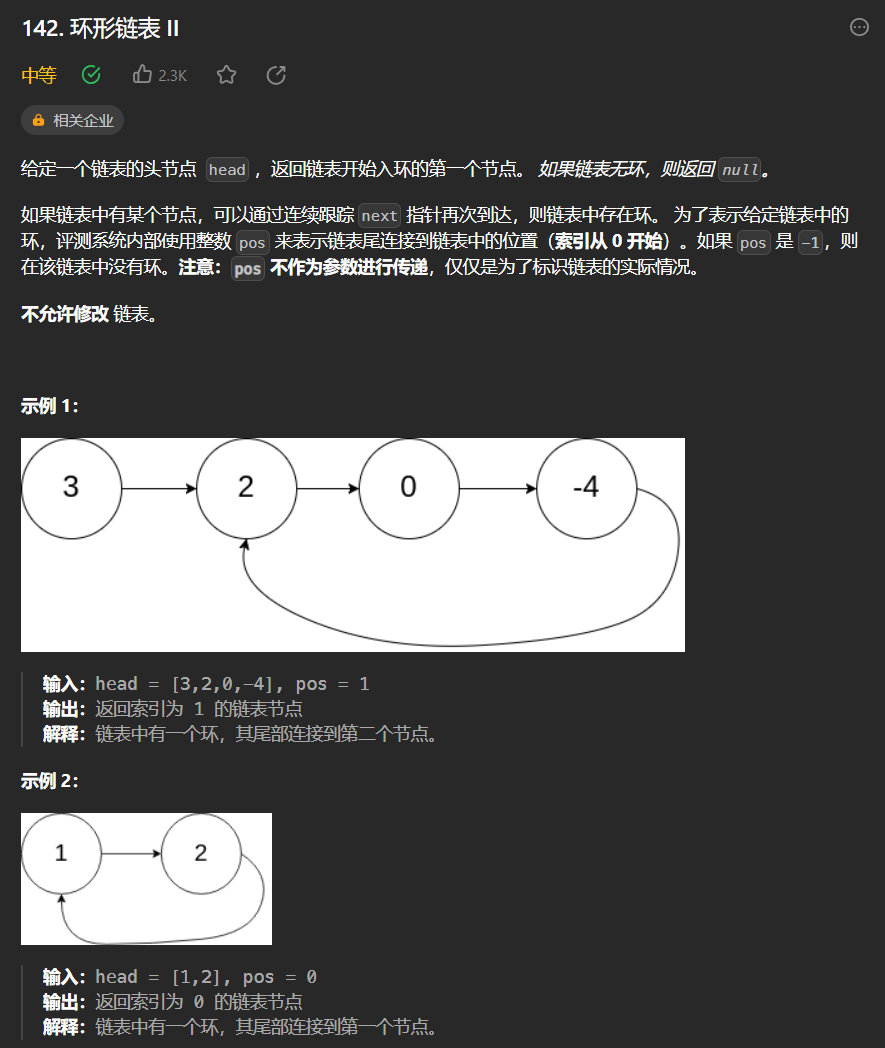 142. 环形链表 II
中等 2.3K
相关企业
给定一个链表的头节点 head ，返回链表开始入环的第一个节点。 如果链表无环，则返回 null。
如果链表中有某个节点，可以通过连续跟踪 next 指针再次到达，则链表中存在环。 为了表示给定链表中的
环，评测系统内部使用整数 pos 来表示链表尾连接到链表中的位置（索引从 0 开始）。如果 pos 是 -1，则
在该链表中没有环。注意：pos 不作为参数进行传递，仅仅是为了标识链表的实际情况。
不允许修改 链表。
示例 1：
3 2 0 -4
输入：head = [3,2,0,-4], pos = 1
输出：返回索引为 1 的链表节点
解释：链表中有一个环，其尾部连接到第二个节点。
示例 2：
1 2
输入：head = [1,2], pos = 0
输出：返回索引为 0 的链表节点
解释：链表中有一个环，其尾部连接到第一个节点。